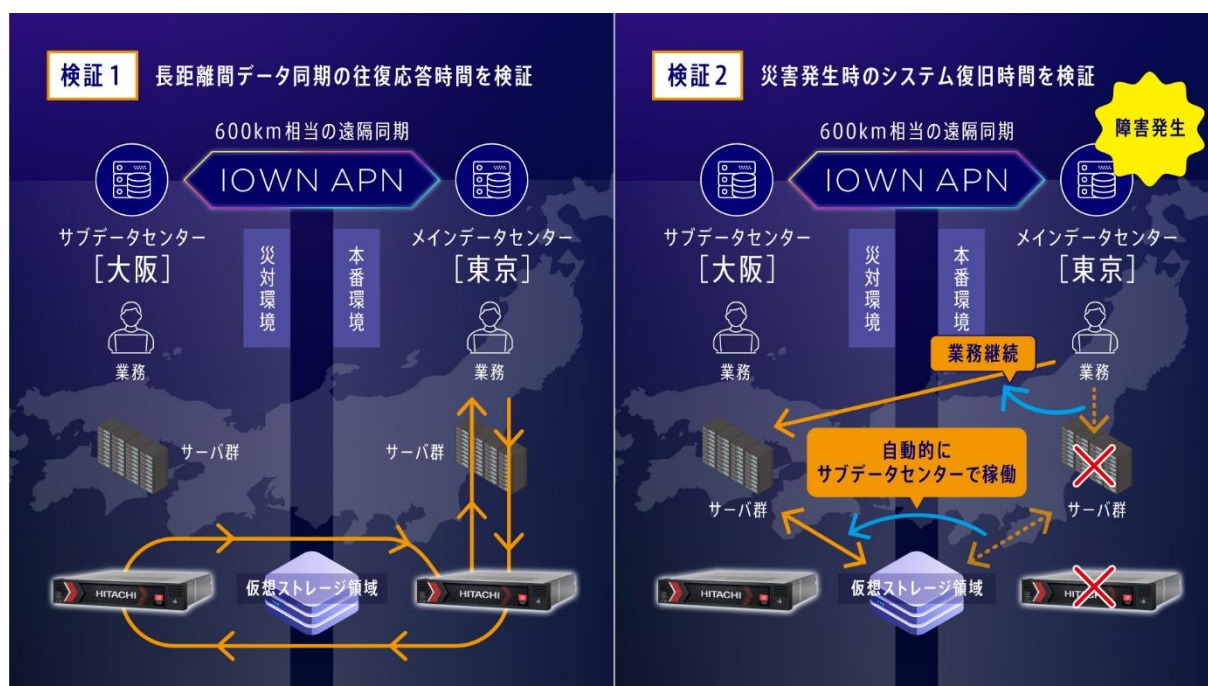 検証1
長距離間データ同期の往復応答時間を検証
600km相当の遠隔同期
IOWN APN
サブデータセンター
[大阪]
メインデータセンター
[東京]
災対環境
本番環境
業務
業務
サーバ群
サーバ群
HITACHI
仮想ストレージ領域
HITACHI
検証2
災害発生時のシステム復旧時間を検証
障害発生
600km相当の遠隔同期
IOWN APN
サブデータセンター
[大阪]
メインデータセンター
[東京]
災対環境
本番環境
業務継続
業務
業務
自動的に
サブデータセンターで稼働
サーバ群
サーバ群
HITACHI
仮想ストレージ領域